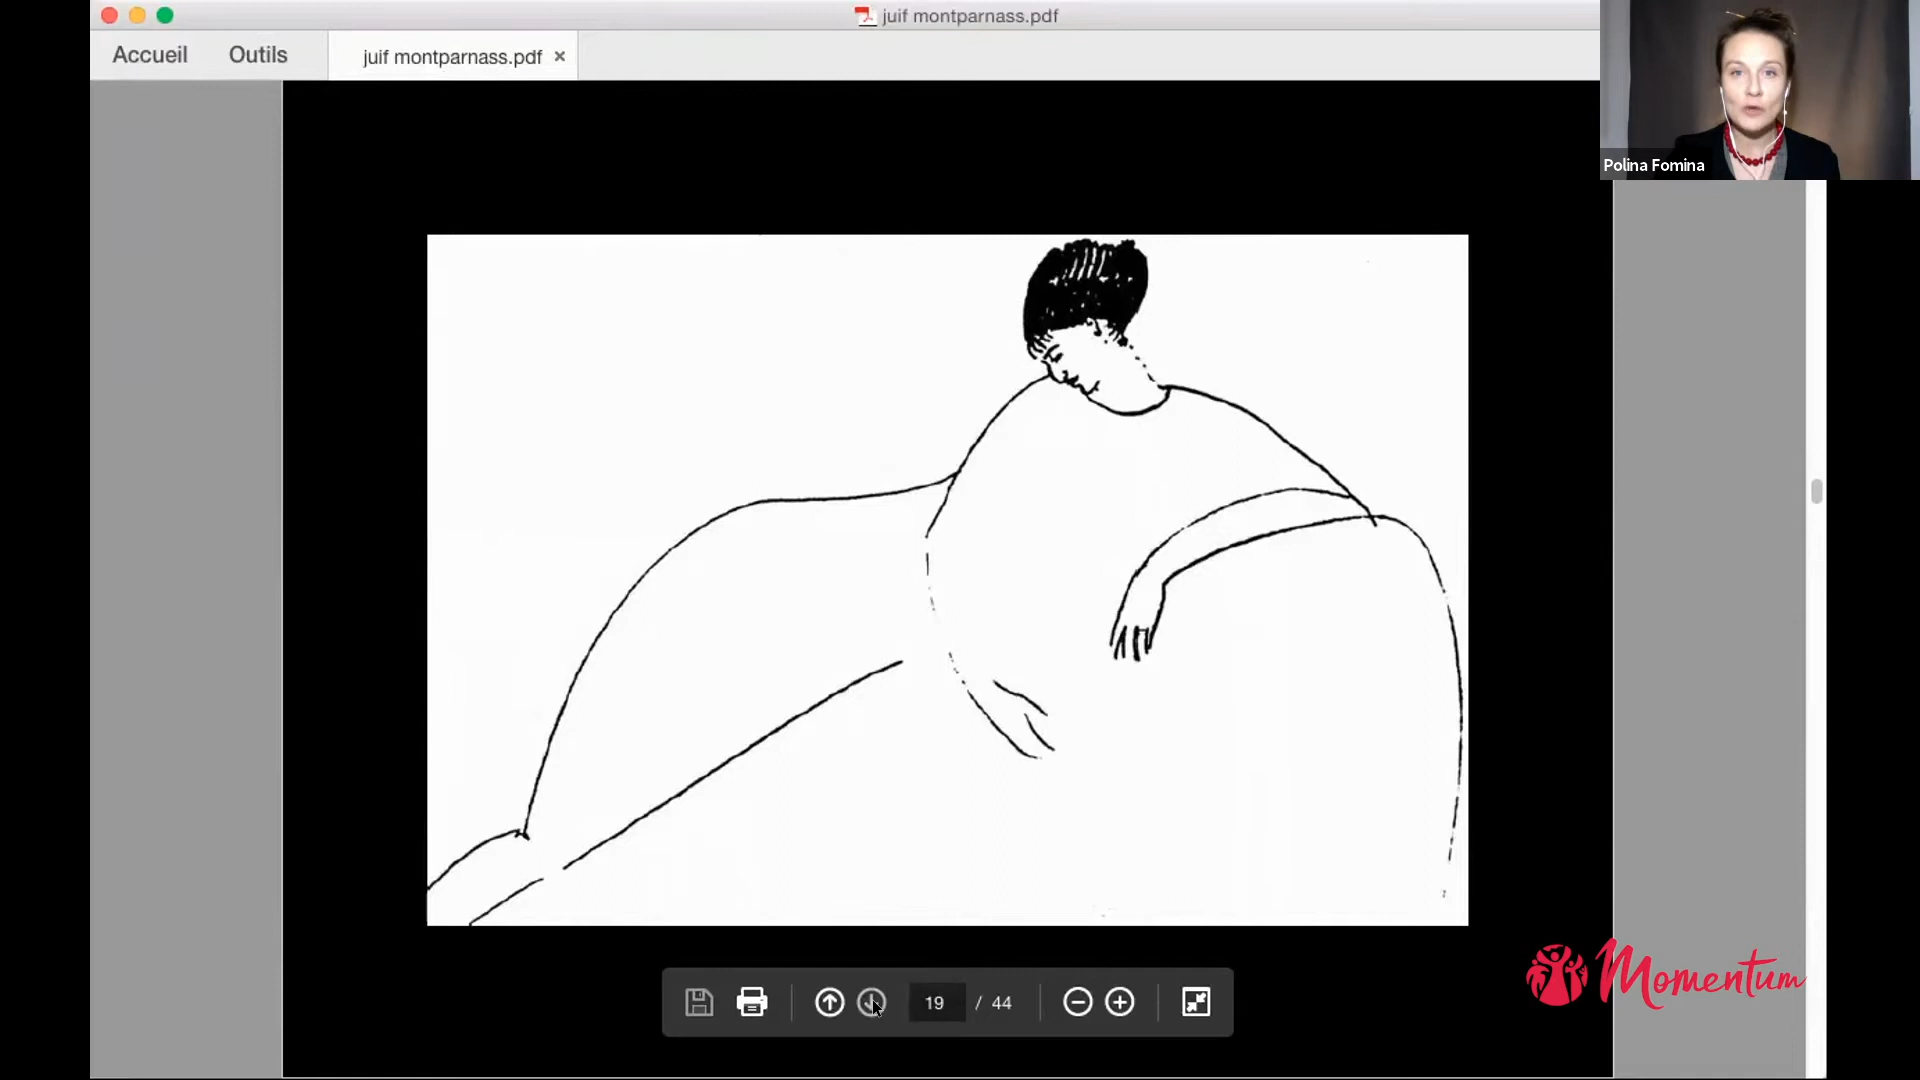 juif montparnass.pdf
Accueil
Outils
juif montparnass.pdf
Polina Fomina
19 / 44
Momentum